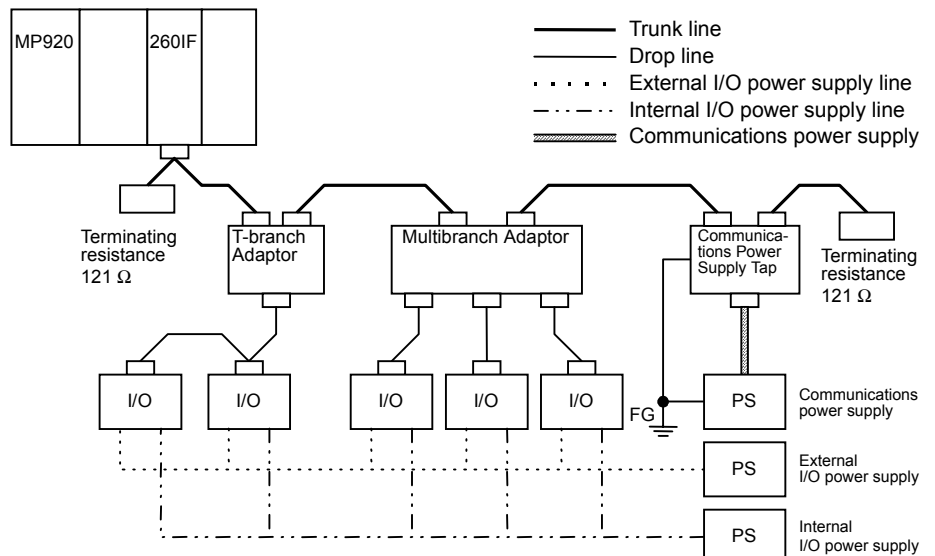 MP920
260IF
Trunk line
Drop line
External I/O power supply line
Internal I/O power supply line
Communications power supply
Terminating
resistance
121 Ω
T-branch
Adaptor
Multibranch Adaptor
Communica-
tions Power
Supply Tap
Terminating
resistance
121 Ω
I/O
I/O
I/O
I/O
I/O
FG
PS
Communications
power supply
PS
External
I/O power supply
PS
Internal
I/O power supply